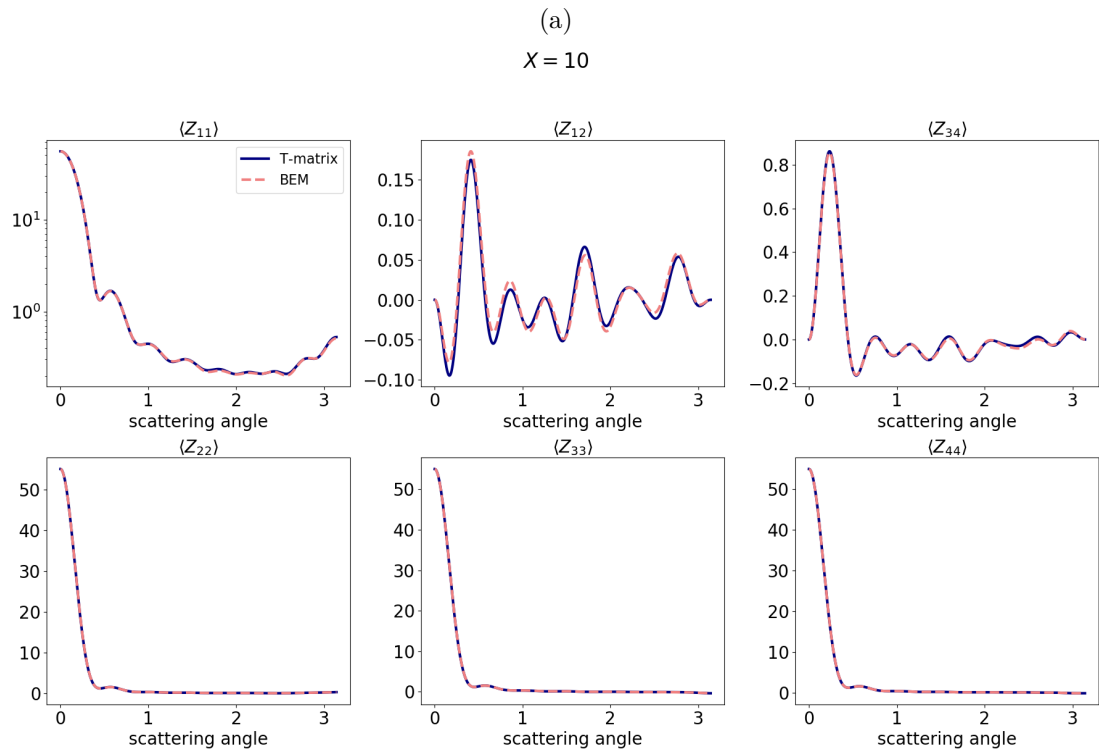 (a)
X = 10
⟨Z₁₁⟩
T-matrix
BEM
10¹
10⁰
0 1 2 3
scattering angle
⟨Z₁₂⟩
0.15
0.10
0.05
0.00
−0.05
−0.10
0 1 2 3
scattering angle
⟨Z₃₄⟩
0.8
0.6
0.4
0.2
0.0
−0.2
0 1 2 3
scattering angle
⟨Z₂₂⟩
50
40
30
20
10
0
0 1 2 3
scattering angle
⟨Z₃₃⟩
50
40
30
20
10
0
0 1 2 3
scattering angle
⟨Z₄₄⟩
50
40
30
20
10
0
0 1 2 3
scattering angle